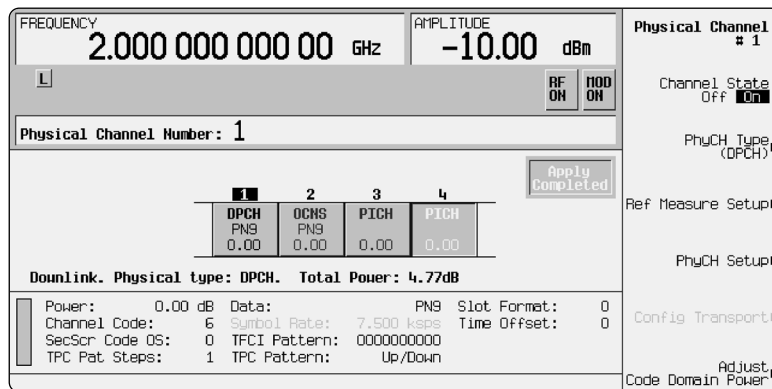 FREQUENCY
2.000 000 000 00 GHz
AMPLITUDE
-10.00 dBm
L
RF ON
MOD ON
Physical Channel Number: 1
Apply Completed
1 2 3 4
DPCH OCNS PICH PICH
PN9 PN9
0.00 0.00 0.00 0.00
Downlink. Physical type: DPCH. Total Power: 4.77dB
Power: 0.00 dB Data: PN9 Slot Format: 0
Channel Code: 6 Symbol Rate: 7.500 ksps Time Offset: 0
SecScr Code OS: 0 TFCI Pattern: 0000000000
TPC Pat Steps: 1 TPC Pattern: Up/Down
Physical Channel
# 1
Channel State
Off On
PhyCH Type
(DPCH)
Ref Measure Setup
PhyCH Setup
Config Transport
Adjust
Code Domain Power